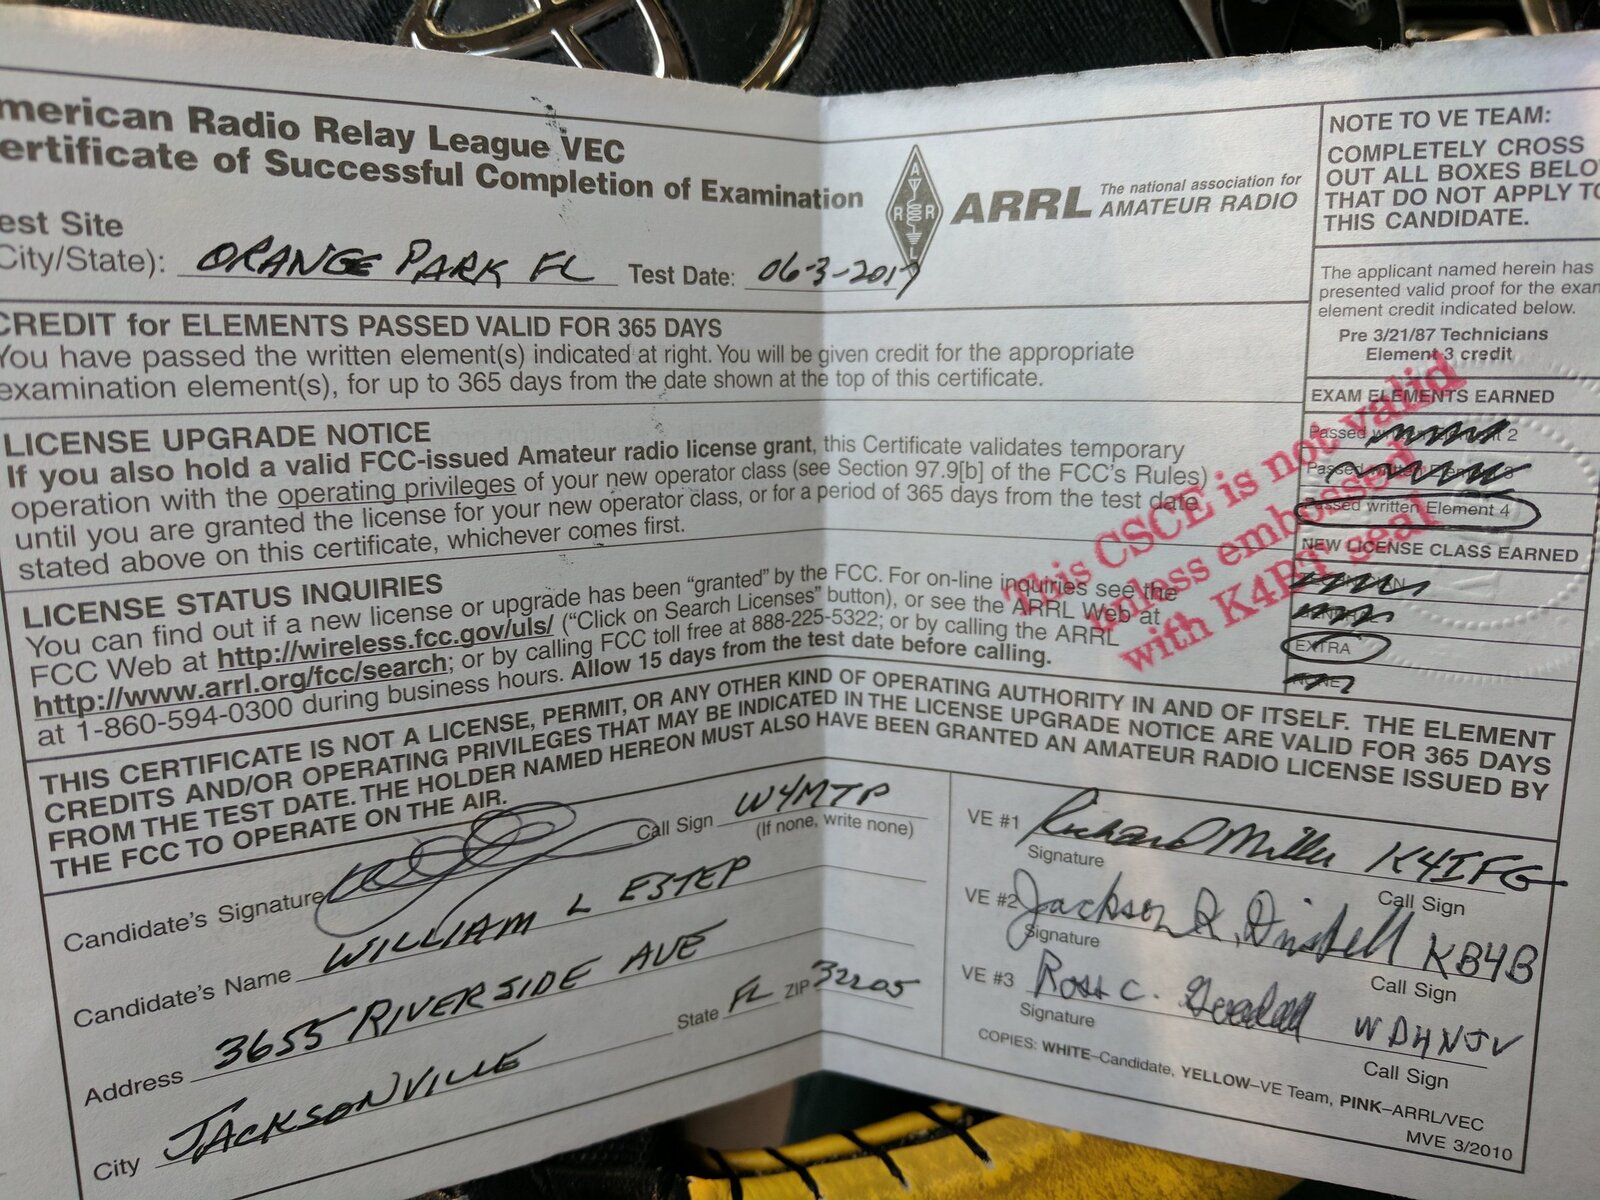 merican Radio Relay League VEC
ertificate of Successful Completion of Examination
est Site
City/State): ORANGE PARK FL Test Date: 06-3-2017
A
R R
L
ARRL The national association for
AMATEUR RADIO
CREDIT for ELEMENTS PASSED VALID FOR 365 DAYS
You have passed the written element(s) indicated at right. You will be given credit for the appropriate
examination element(s), for up to 365 days from the date shown at the top of this certificate.
LICENSE UPGRADE NOTICE
If you also hold a valid FCC-issued Amateur radio license grant, this Certificate validates temporary
operation with the operating privileges of your new operator class (see Section 97.9[b] of the FCC's Rules)
until you are granted the license for your new operator class, or for a period of 365 days from the test date
stated above on this certificate, whichever comes first.
LICENSE STATUS INQUIRIES
You can find out if a new license or upgrade has been "granted" by the FCC. For on-line inquiries see the
FCC Web at http://wireless.fcc.gov/uls/ ("Click on Search Licenses" button), or see the ARRL Web at
http://www.arrl.org/fcc/search; or by calling FCC toll free at 888-225-5322; or by calling the ARRL
at 1-860-594-0300 during business hours. Allow 15 days from the test date before calling.
THIS CERTIFICATE IS NOT A LICENSE, PERMIT, OR ANY OTHER KIND OF OPERATING AUTHORITY IN AND OF ITSELF. THE ELEMENT
CREDITS AND/OR OPERATING PRIVILEGES THAT MAY BE INDICATED IN THE LICENSE UPGRADE NOTICE ARE VALID FOR 365 DAYS
FROM THE TEST DATE. THE HOLDER NAMED HEREON MUST ALSO HAVE BEEN GRANTED AN AMATEUR RADIO LICENSE ISSUED BY
THE FCC TO OPERATE ON THE AIR.
NOTE TO VE TEAM:
COMPLETELY CROSS
OUT ALL BOXES BELO
THAT DO NOT APPLY TO
THIS CANDIDATE.
The applicant named herein has
presented valid proof for the exam
element credit indicated below.
Pre 3/21/87 Technicians
Element 3 credit
EXAM ELEMENTS EARNED
Passed 2
Passed written Element 3
Passed written Element 4
NEW LICENSE CLASS EARNED
EXTRA
NONE
This CSCE is not valid
unless embossed
with K4BT seal
Candidate's Signature
Call Sign W4MTP
(If none, write none)
Candidate's Name WILLIAM L ESTEP
Address 3655 RIVERSIDE AVE
City JACKSONVILLE State FL ZIP 32205
VE #1 Richard Miller K4IFG
Signature Call Sign
VE #2 Jackson KB4B
Signature Call Sign
VE #3 Ross C. WD4NJV
Signature Call Sign
COPIES: WHITE–Candidate, YELLOW–VE Team, PINK–ARRL/VEC
MVE 3/2010